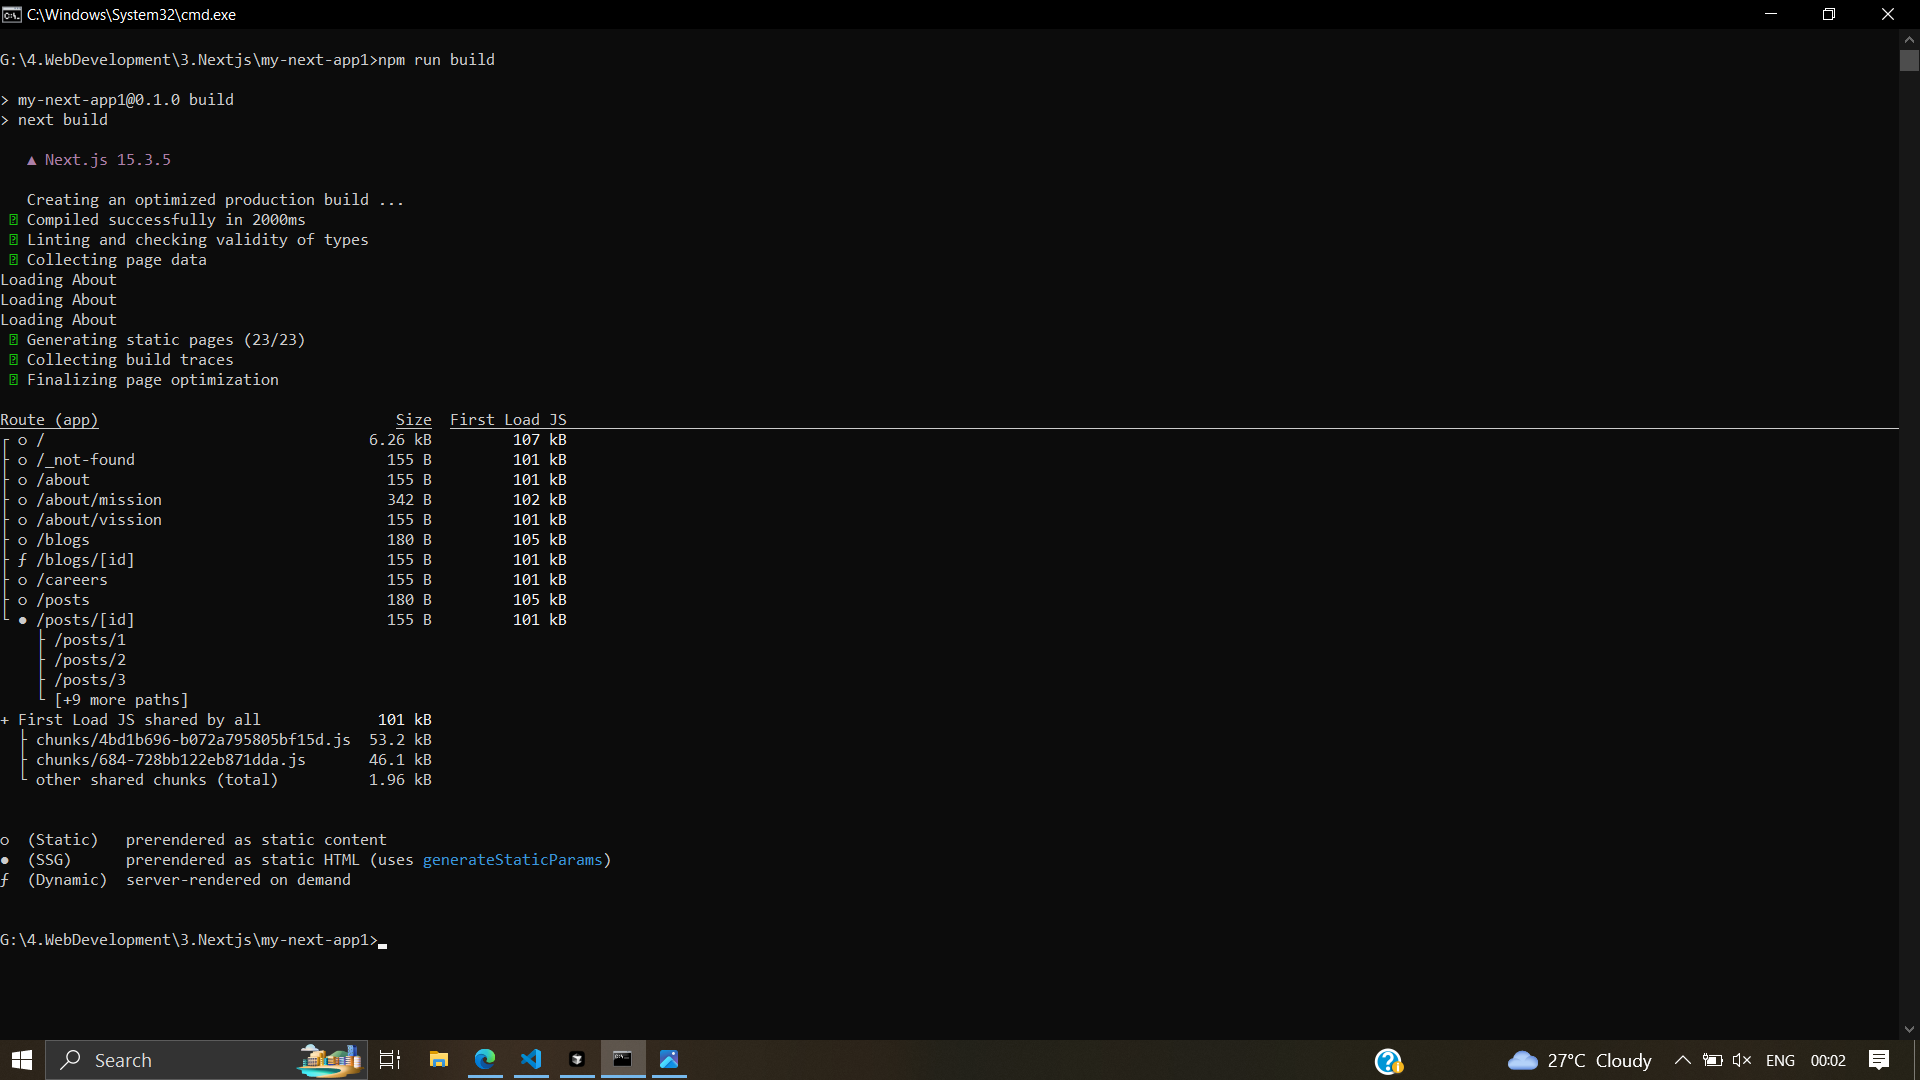 C:\Windows\System32\cmd.exe
G:\4.WebDevelopment\3.Nextjs\my-next-app1>npm run build
> my-next-app1@0.1.0 build
> next build
▲ Next.js 15.3.5
Creating an optimized production build ...
Compiled successfully in 2000ms
Linting and checking validity of types
Collecting page data
Loading About
Loading About
Loading About
Generating static pages (23/23)
Collecting build traces
Finalizing page optimization
Route (app) Size First Load JS
┌ ○ / 6.26 kB 107 kB
├ ○ /_not-found 155 B 101 kB
├ ○ /about 155 B 101 kB
├ ○ /about/mission 342 B 102 kB
├ ○ /about/vission 155 B 101 kB
├ ○ /blogs 180 B 105 kB
├ ƒ /blogs/[id] 155 B 101 kB
├ ○ /careers 155 B 101 kB
├ ○ /posts 180 B 105 kB
└ ● /posts/[id] 155 B 101 kB
├ /posts/1
├ /posts/2
├ /posts/3
└ [+9 more paths]
+ First Load JS shared by all 101 kB
├ chunks/4bd1b696-b072a795805bf15d.js 53.2 kB
├ chunks/684-728bb122eb871dda.js 46.1 kB
└ other shared chunks (total) 1.96 kB
○ (Static) prerendered as static content
● (SSG) prerendered as static HTML (uses generateStaticParams)
ƒ (Dynamic) server-rendered on demand
G:\4.WebDevelopment\3.Nextjs\my-next-app1>
Search
27°C Cloudy
ENG
00:02